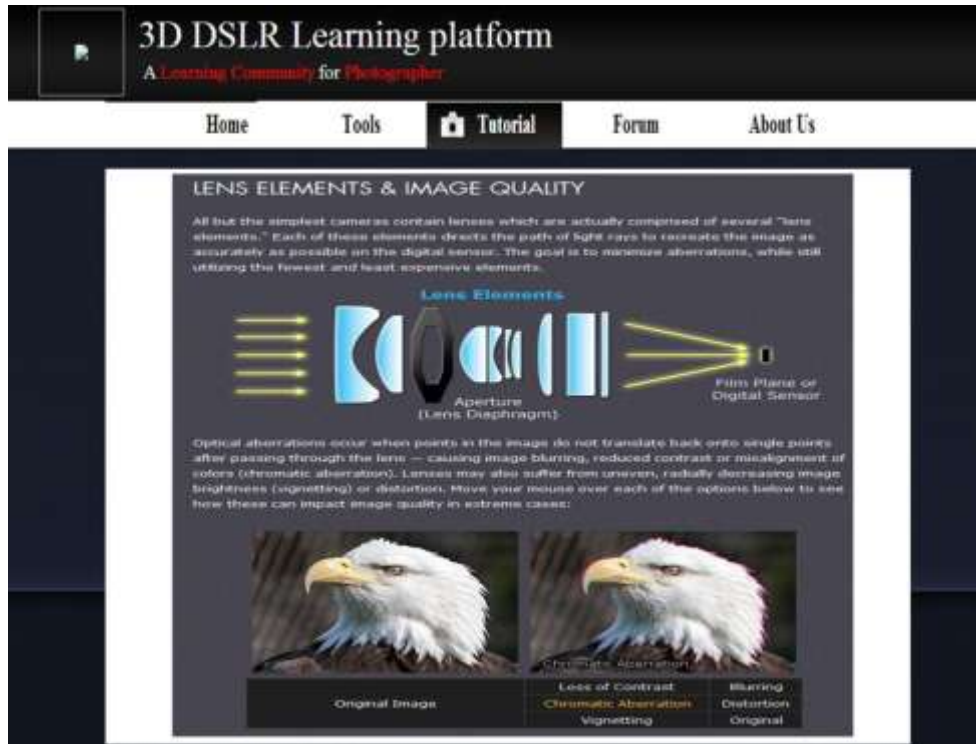 3D DSLR Learning platform
A Learning Community for Photographer
Home Tools Tutorial Forum About Us
LENS ELEMENTS & IMAGE QUALITY
All but the simplest cameras contain lenses which are actually comprised of several "lens
elements." Each of these elements directs the path of light rays to recreate the image as
accurately as possible on the digital sensor. The goal is to minimize aberrations, while still
utilizing the fewest and least expensive elements.
Lens Elements
Aperture
(Lens Diaphragm)
Film Plane or
Digital Sensor
Optical aberrations occur when points in the image do not translate back onto single points
after passing through the lens — causing image blurring, reduced contrast or misalignment of
colors (chromatic aberration). Lenses may also suffer from uneven, radially decreasing image
brightness (vignetting) or distortion. Move your mouse over each of the options below to see
how these can impact image quality in extreme cases:
Chromatic Aberration
Original Image
Loss of Contrast Blurring
Chromatic Aberration Distortion
Vignetting Original